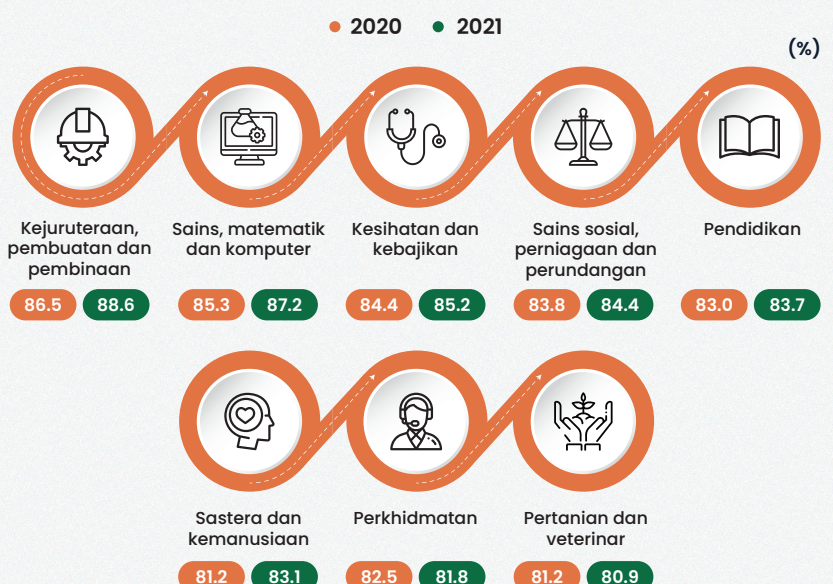 2020 2021
(%)
Kejuruteraan,
pembuatan dan
pembinaan
Sains, matematik
dan komputer
Kesihatan dan
kebajikan
Sains sosial,
perniagaan dan
perundangan
Pendidikan
86.5 88.6 85.3 87.2 84.4 85.2 83.8 84.4 83.0 83.7
Sastera dan
kemanusiaan
Perkhidmatan
Pertanian dan
veterinar
81.2 83.1 82.5 81.8 81.2 80.9